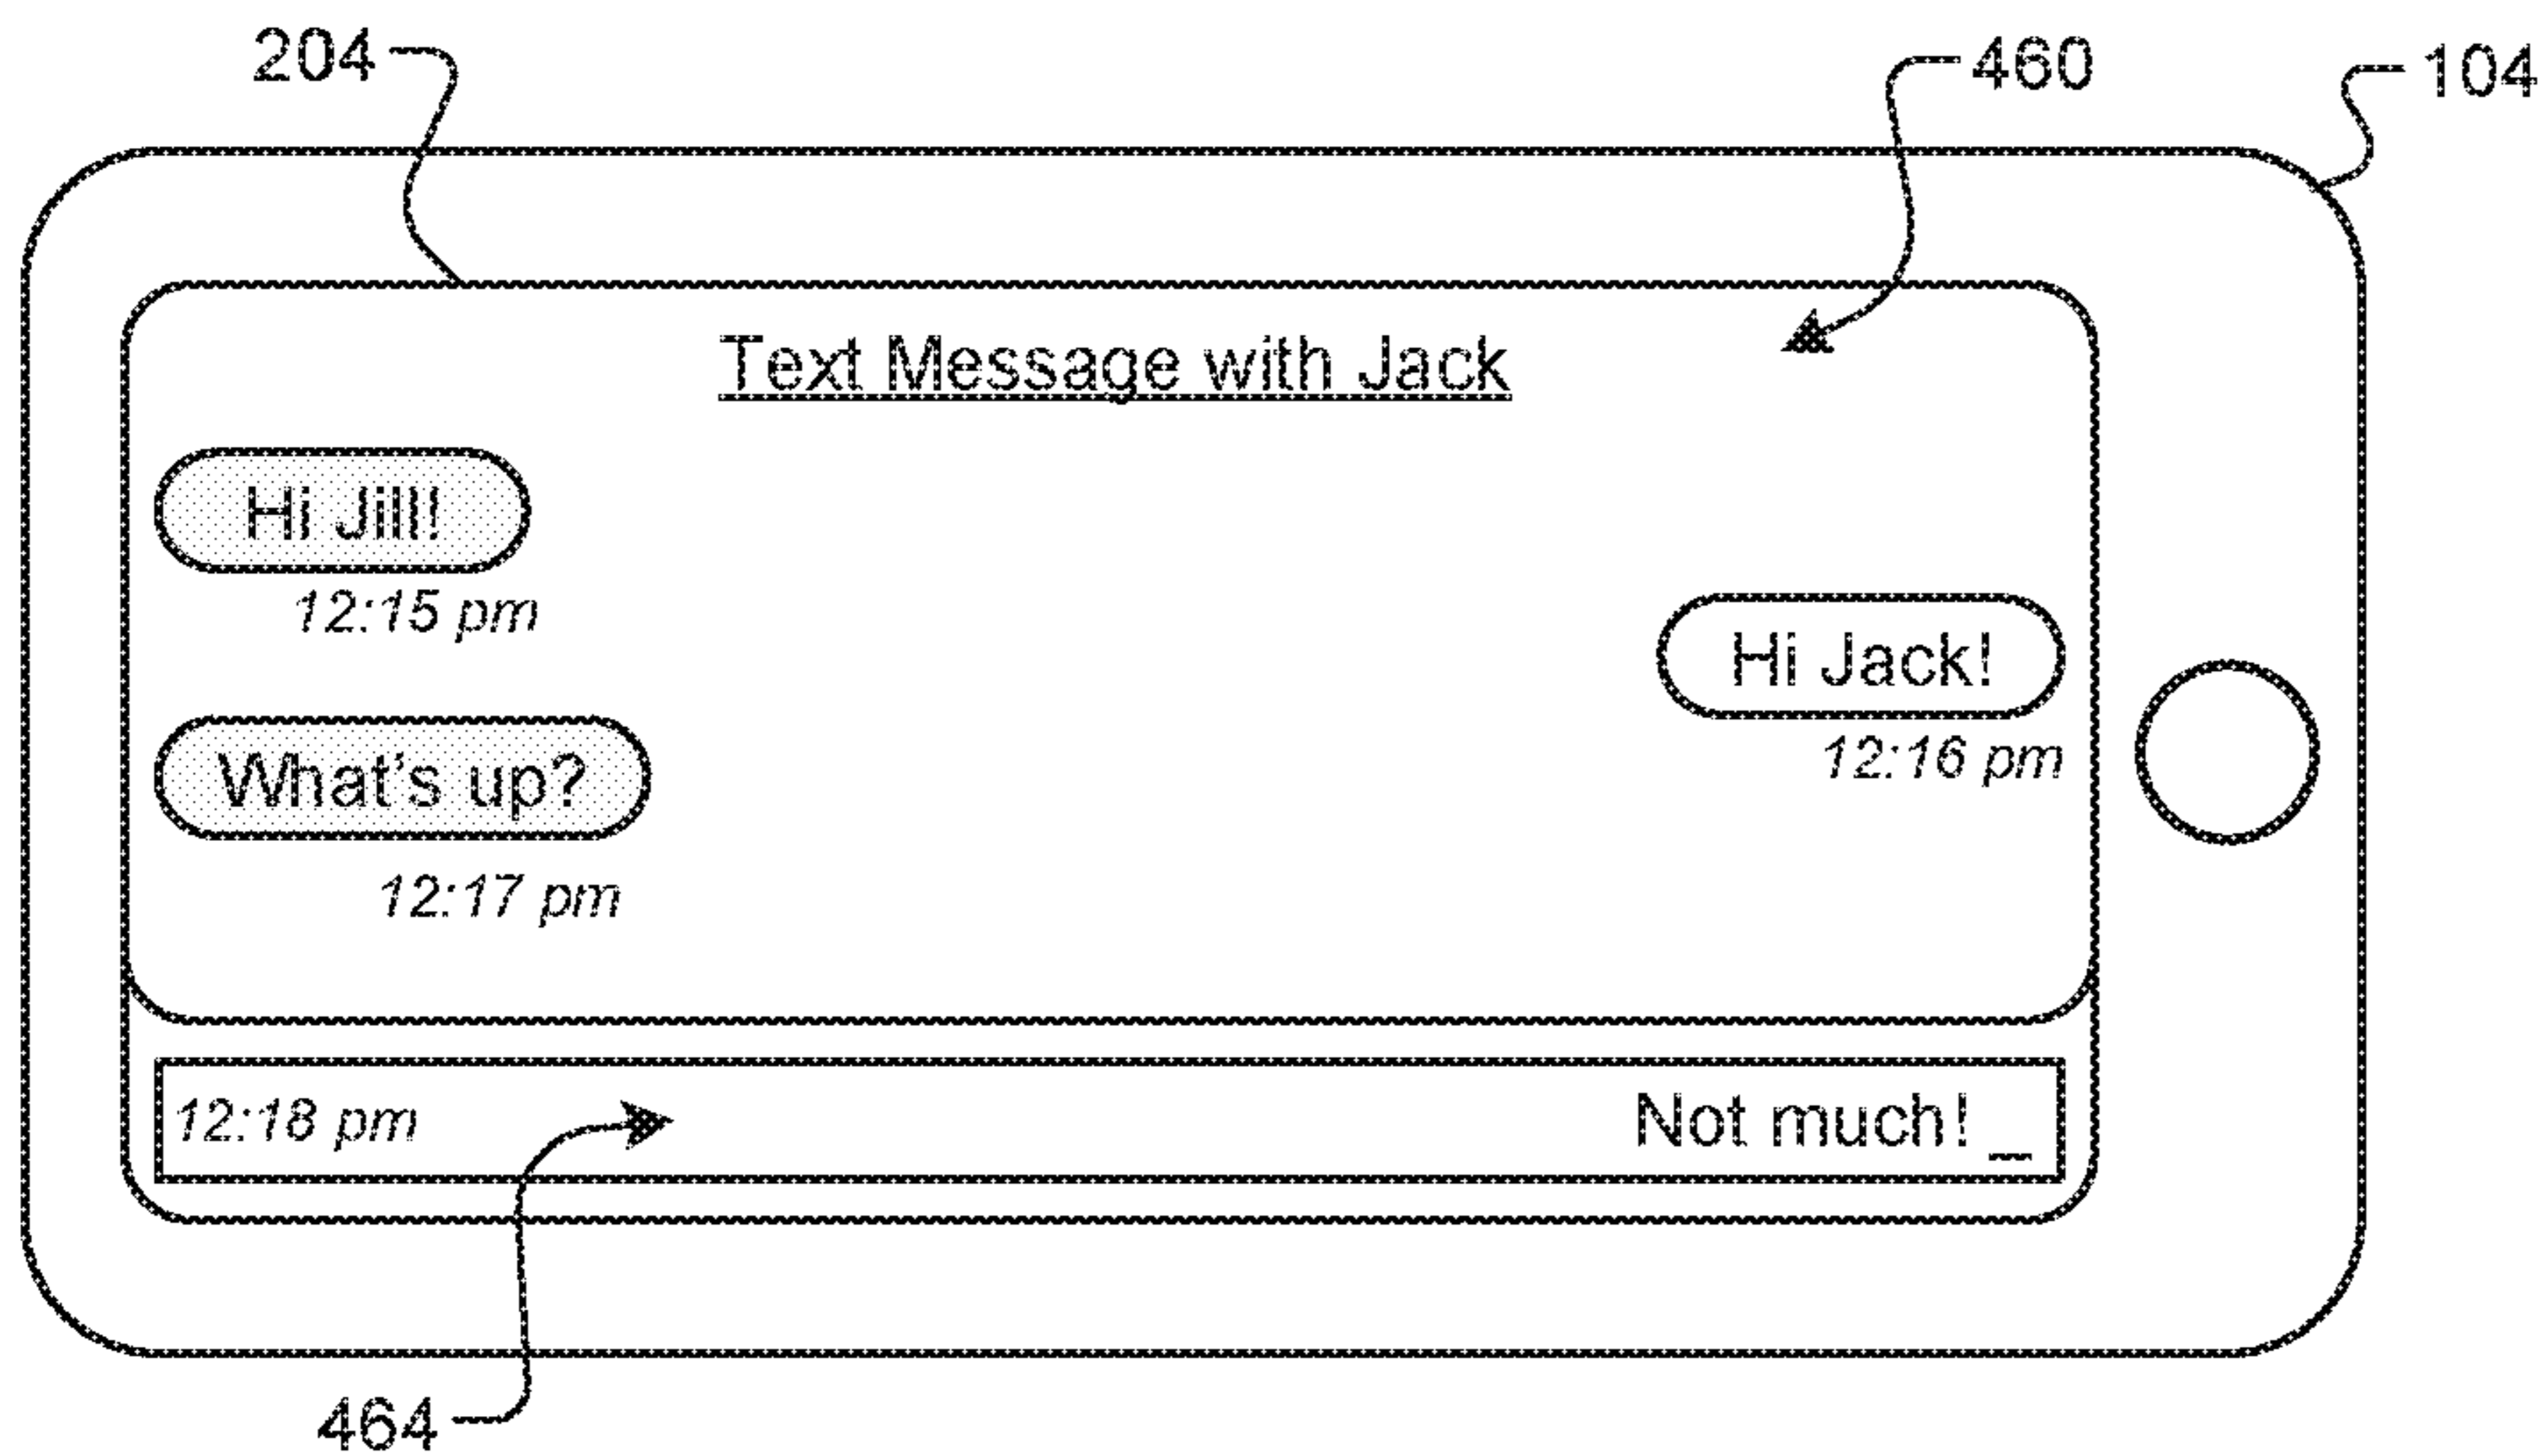 204
460
104
Text Message with Jack
Hi Jill!
12:15 pm
Hi Jack!
12:16 pm
What's up?
12:17 pm
12:18 pm Not much! _
464